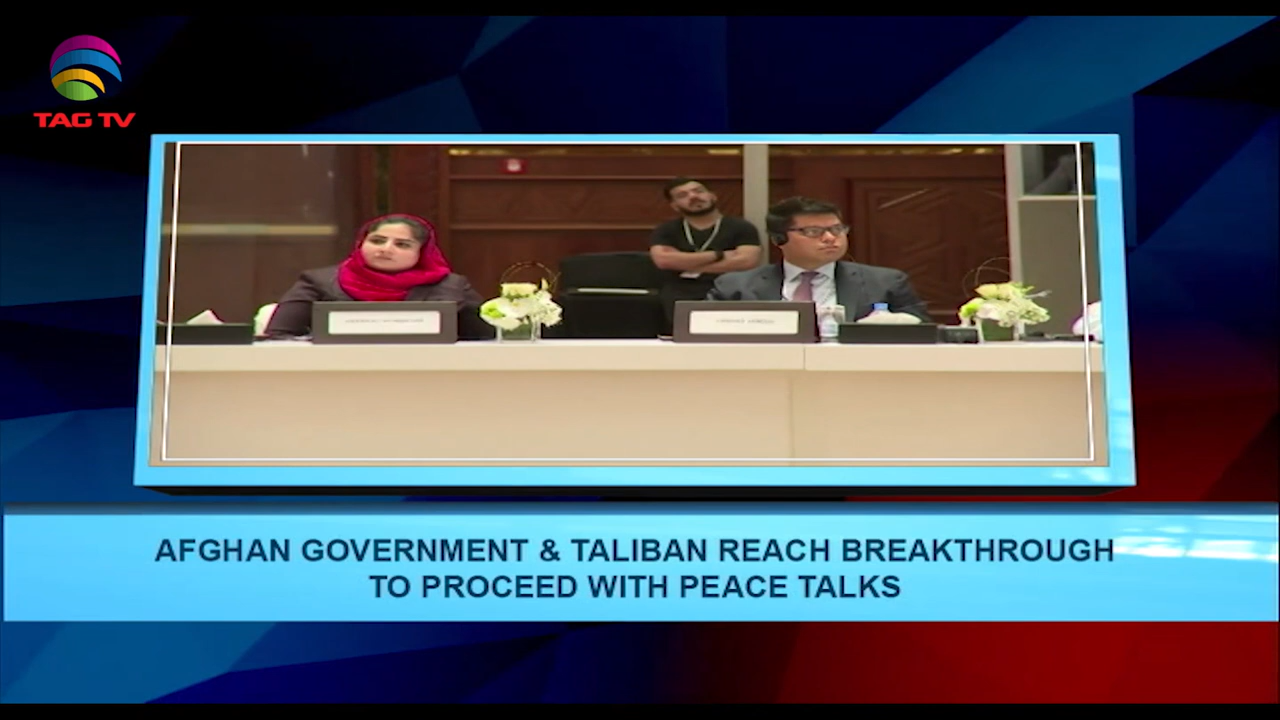 TAG TV
AFGHAN GOVERNMENT & TALIBAN REACH BREAKTHROUGH
TO PROCEED WITH PEACE TALKS